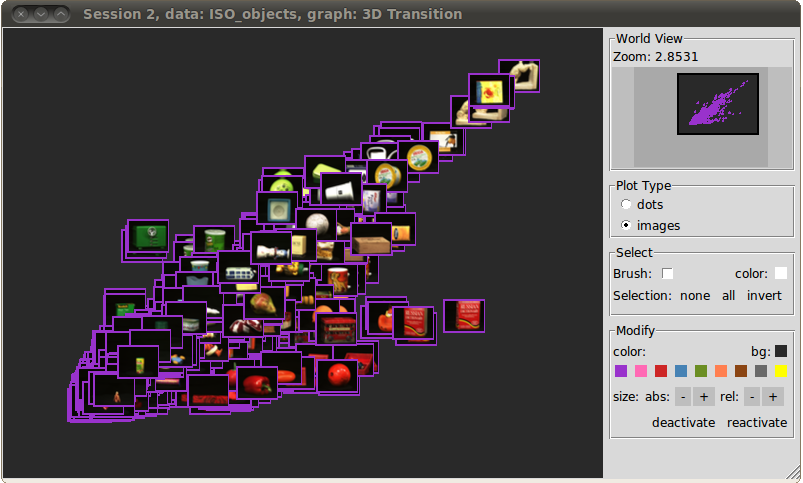 Session 2, data: ISO_objects, graph: 3D Transition
World View
Zoom: 2.8531
Plot Type
dots
images
Select
Brush: color:
Selection: none all invert
Modify
color: bg:
size: abs: - + rel: - +
deactivate reactivate